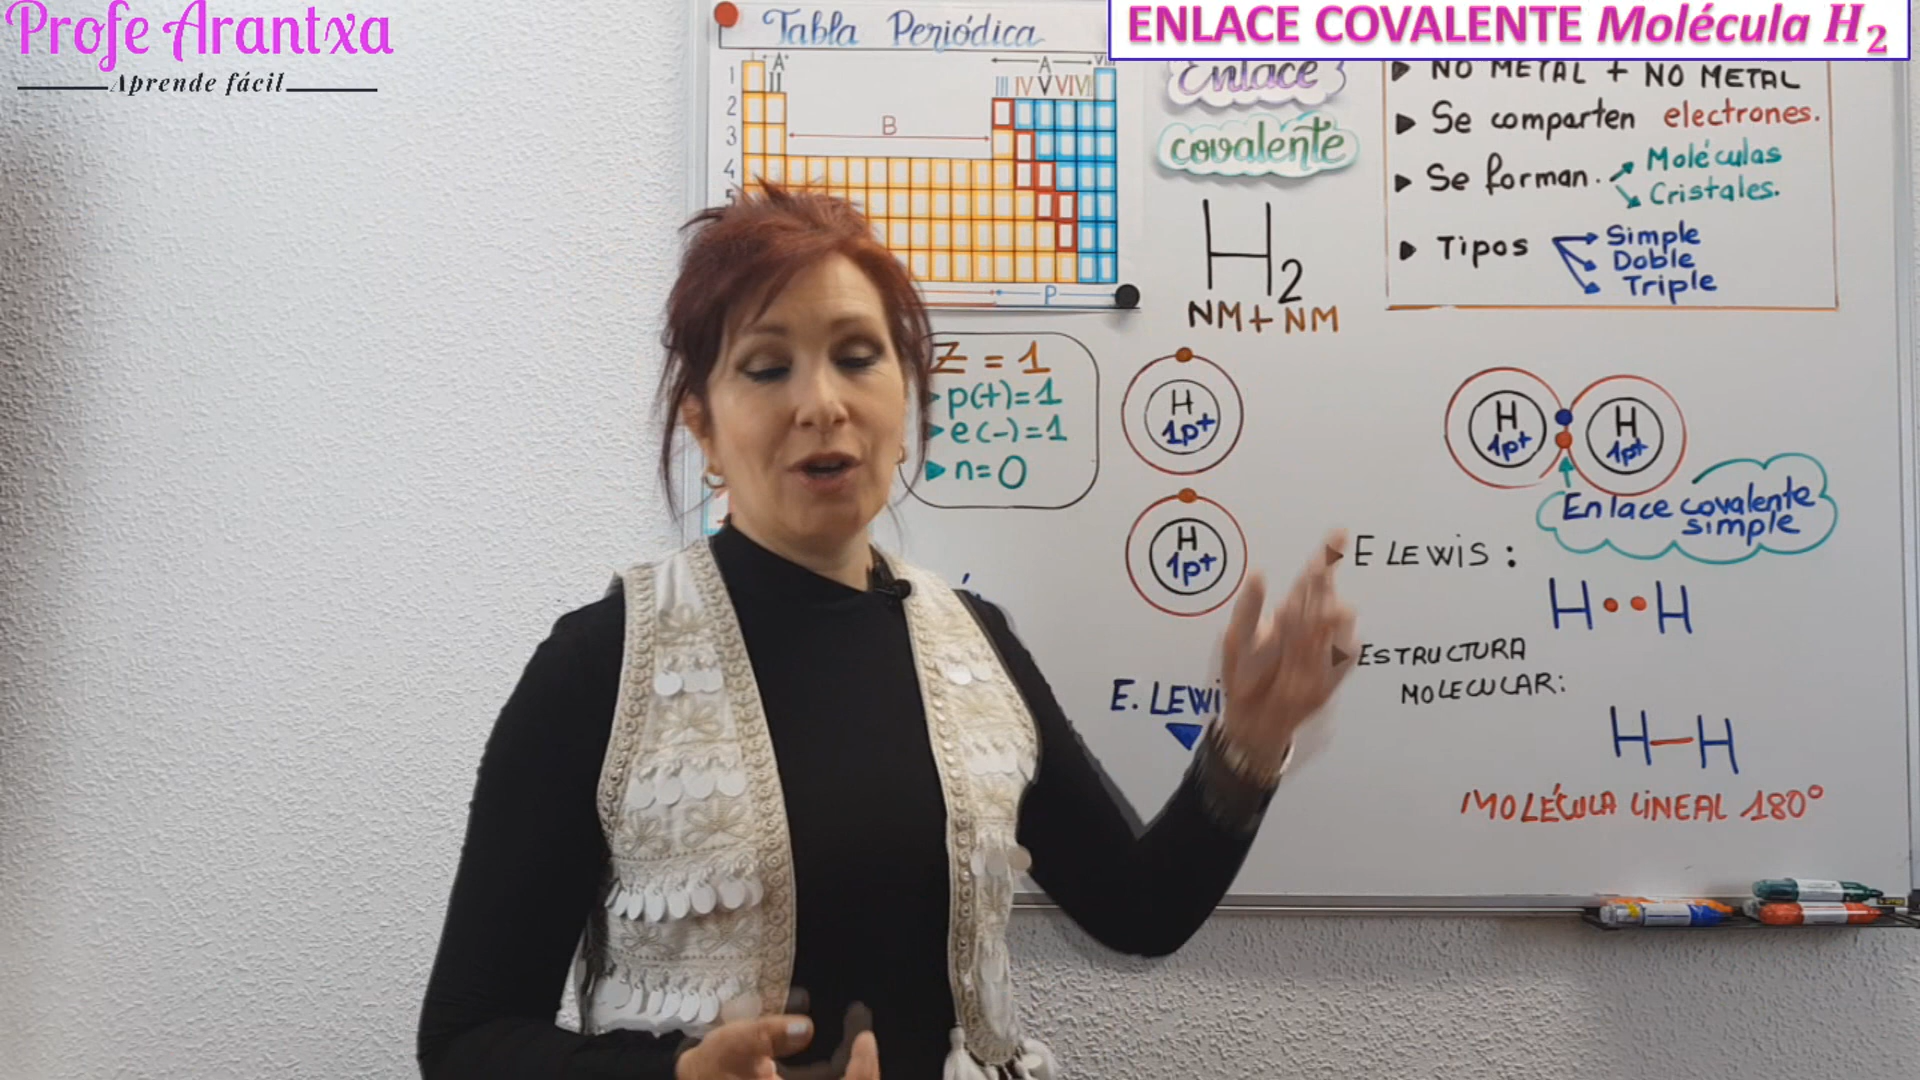 Profe Arantxa
Aprende fácil
ENLACE COVALENTE Molécula H₂
Tabla Periódica
A
II
A
III IV V VI VII
1
2
3
4
B
P
Enlace
covalente
H₂
NM + NM
NO METAL + NO METAL
Se comparten electrones.
Se forman. Moléculas
Cristales.
Tipos Simple
Doble
Triple
Z = 1
p(+)=1
e(-)=1
n=0
H
1p⁺
H
1p⁺
H
1p⁺
H
1p⁺
Enlace covalente
simple
E LEWIS :
H••H
E. LEWI
ESTRUCTURA
MOLECULAR:
H—H
MOLÉCULA LINEAL 180°